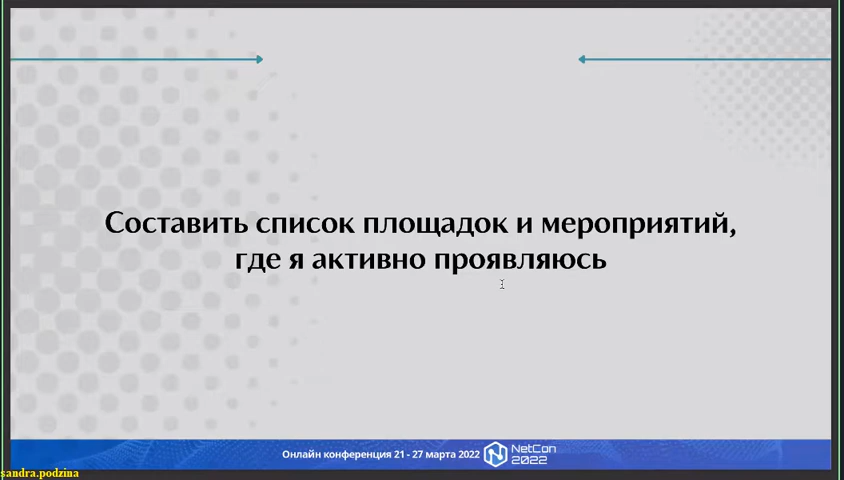 Составить список площадок и мероприятий,
где я активно проявляюсь
Онлайн конференция 21 - 27 марта 2022
NetCon
2022
sandra.podzina